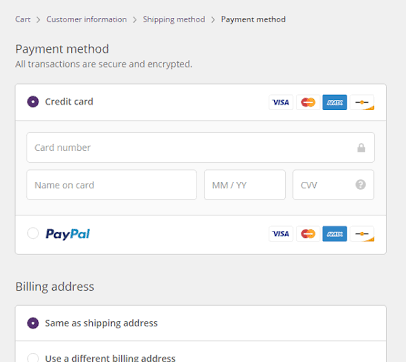 Cart > Customer information > Shipping method > Payment method
Payment method
All transactions are secure and encrypted.
Credit card VISA AMEX
Card number
Name on card MM / YY CVV ?
PayPal VISA AMEX
Billing address
Same as shipping address
Use a different billing address